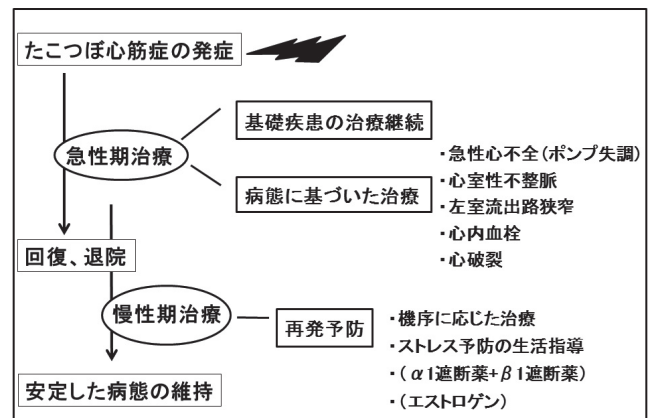 たこつぼ心筋症の発症
基礎疾患の治療継続
急性期治療
・急性心不全(ポンプ失調)
・心室性不整脈
病態に基づいた治療
・左室流出路狭窄
・心内血栓
・心破裂
回復、退院
慢性期治療
再発予防
・機序に応じた治療
・ストレス予防の生活指導
・(α1遮断薬+β1遮断薬)
・(エストロゲン)
安定した病態の維持